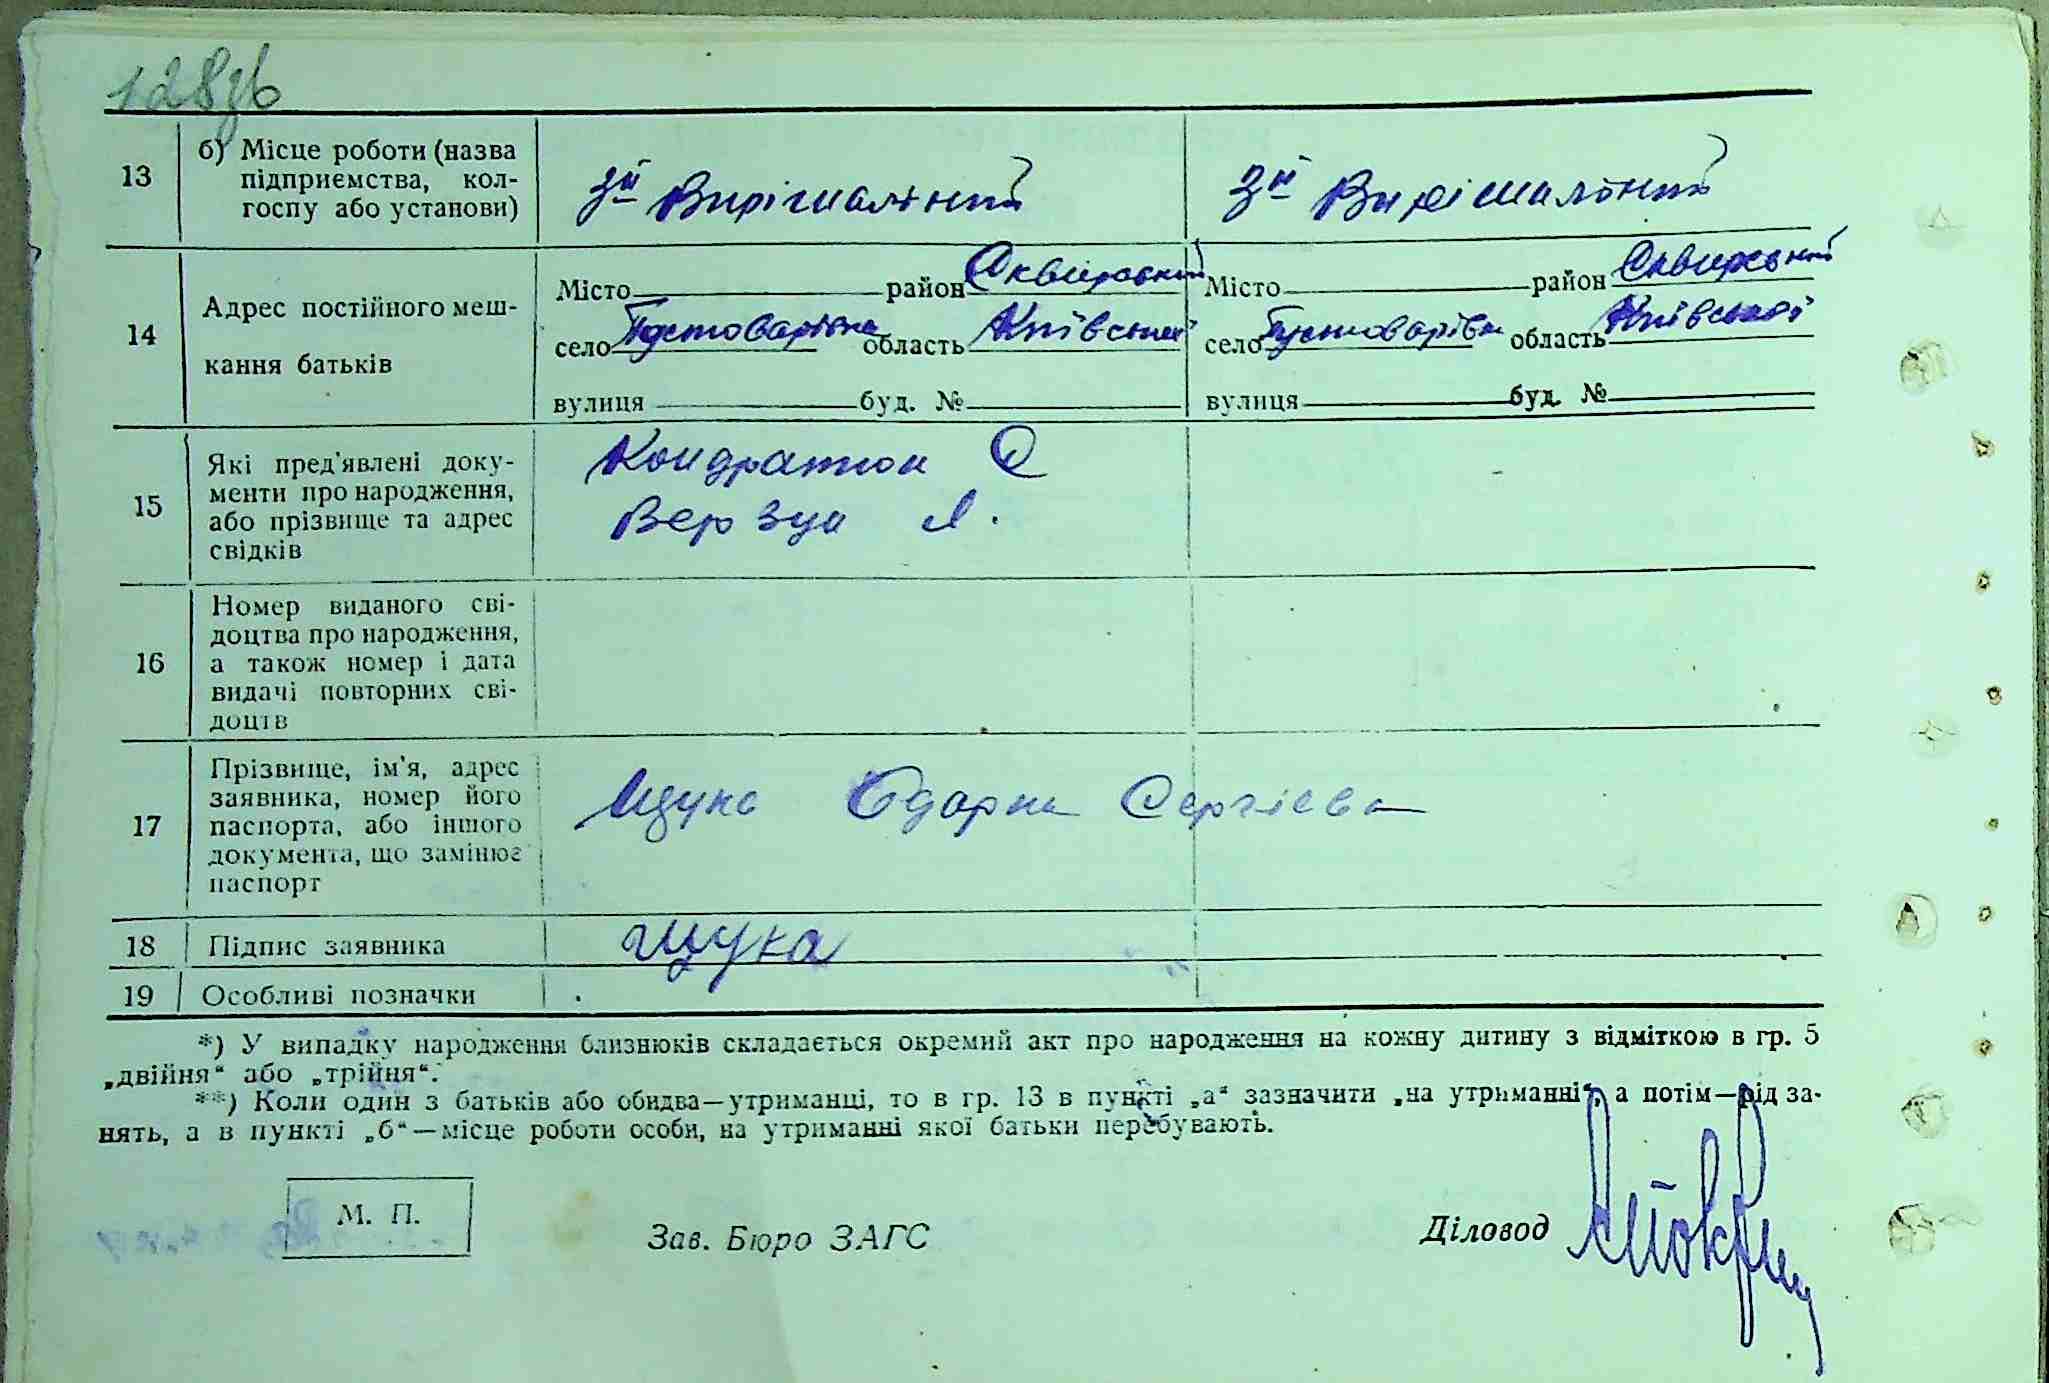 128зв
13 б) Місце роботи (назва
підприємства, кол-
госпу або установи)
3й Вирішальний 3й Вирішальний
14 Адрес постійного меш-
кання батьків
Місто район Сквирський Місто район Сквирський
село Пустоварівка область Київської село Пустоварівка область Київської
вулиця буд. № вулиця буд. №
15 Які пред'явлені доку-
менти про народження,
або прізвище та адрес
свідків
Кондратюк О
Верзун Я.
16 Номер виданого сві-
доцтва про народження,
а також номер і дата
видачі повторних сві-
доцтв
17 Прізвище, ім'я, адрес
заявника, номер його
паспорта, або іншого
документа, що замінює
паспорт
Щука Одарка Сергієва
18 Підпис заявника Щука
19 Особливі позначки
*) У випадку народження близнюків складається окремий акт про народження на кожну дитину з відміткою в гр. 5
„двійня“ або „трійня“.
**) Коли один з батьків або обидва—утриманці, то в гр. 13 в пункті „а“ зазначити „на утриманні“, а потім—рід за-
нять, а в пункті „б“—місце роботи особи, на утриманні якої батьки перебувають.
М. П. Зав. Бюро ЗАГС Діловод